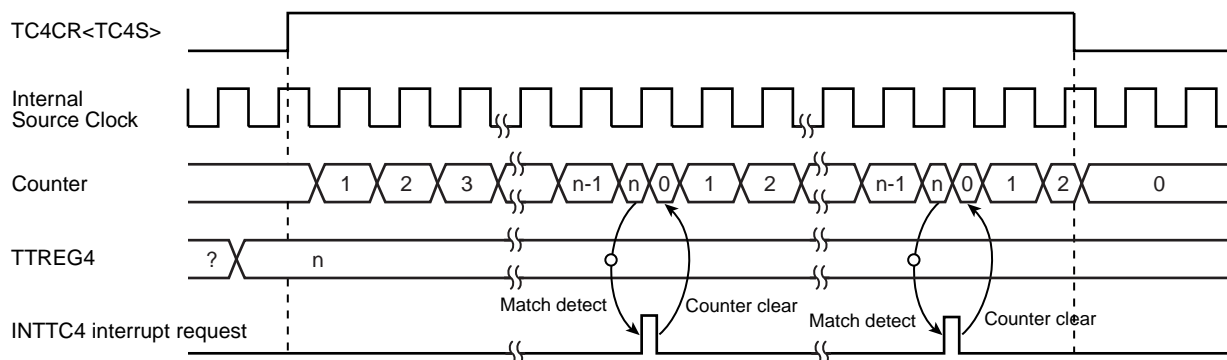 TC4CR<TC4S>
Internal
Source Clock
Counter
1 2 3 n-1 n 0 1 2 n-1 n 0 1 2 0
TTREG4
? n
Match detect Counter clear Match detect Counter clear
INTTC4 interrupt request